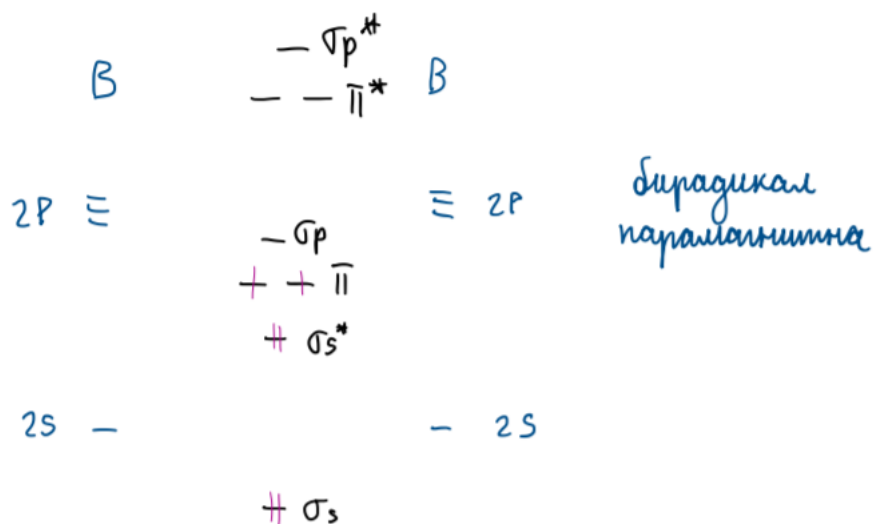 — σp*
B
B
— — π*
2P ≡
≡ 2P
бирадикал
парамагнитна
— σp
+ + π
⧺ σs*
2S —
— 2S
⧺ σs